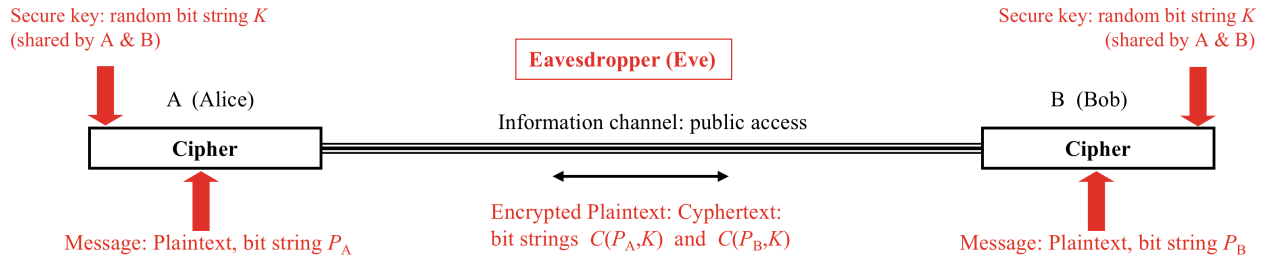 Secure key: random bit string K
(shared by A & B)
Secure key: random bit string K
(shared by A & B)
Eavesdropper (Eve)
A (Alice)
B (Bob)
Information channel: public access
Cipher
Cipher
Encrypted Plaintext: Cyphertext:
bit strings C(PA,K) and C(PB,K)
Message: Plaintext, bit string PA
Message: Plaintext, bit string PB